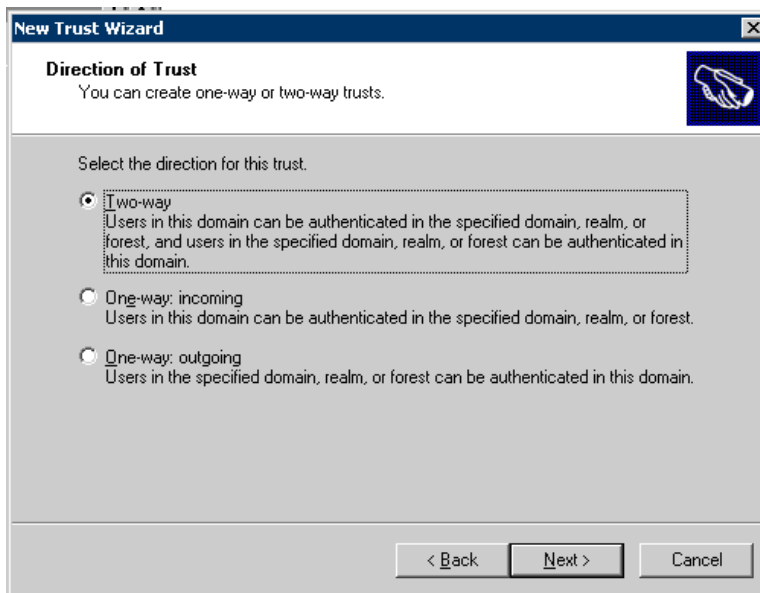 New Trust Wizard
Direction of Trust
You can create one-way or two-way trusts.
Select the direction for this trust.
Two-way
Users in this domain can be authenticated in the specified domain, realm, or
forest, and users in the specified domain, realm, or forest can be authenticated in
this domain.
One-way: incoming
Users in this domain can be authenticated in the specified domain, realm, or forest.
One-way: outgoing
Users in the specified domain, realm, or forest can be authenticated in this domain.
< Back Next > Cancel